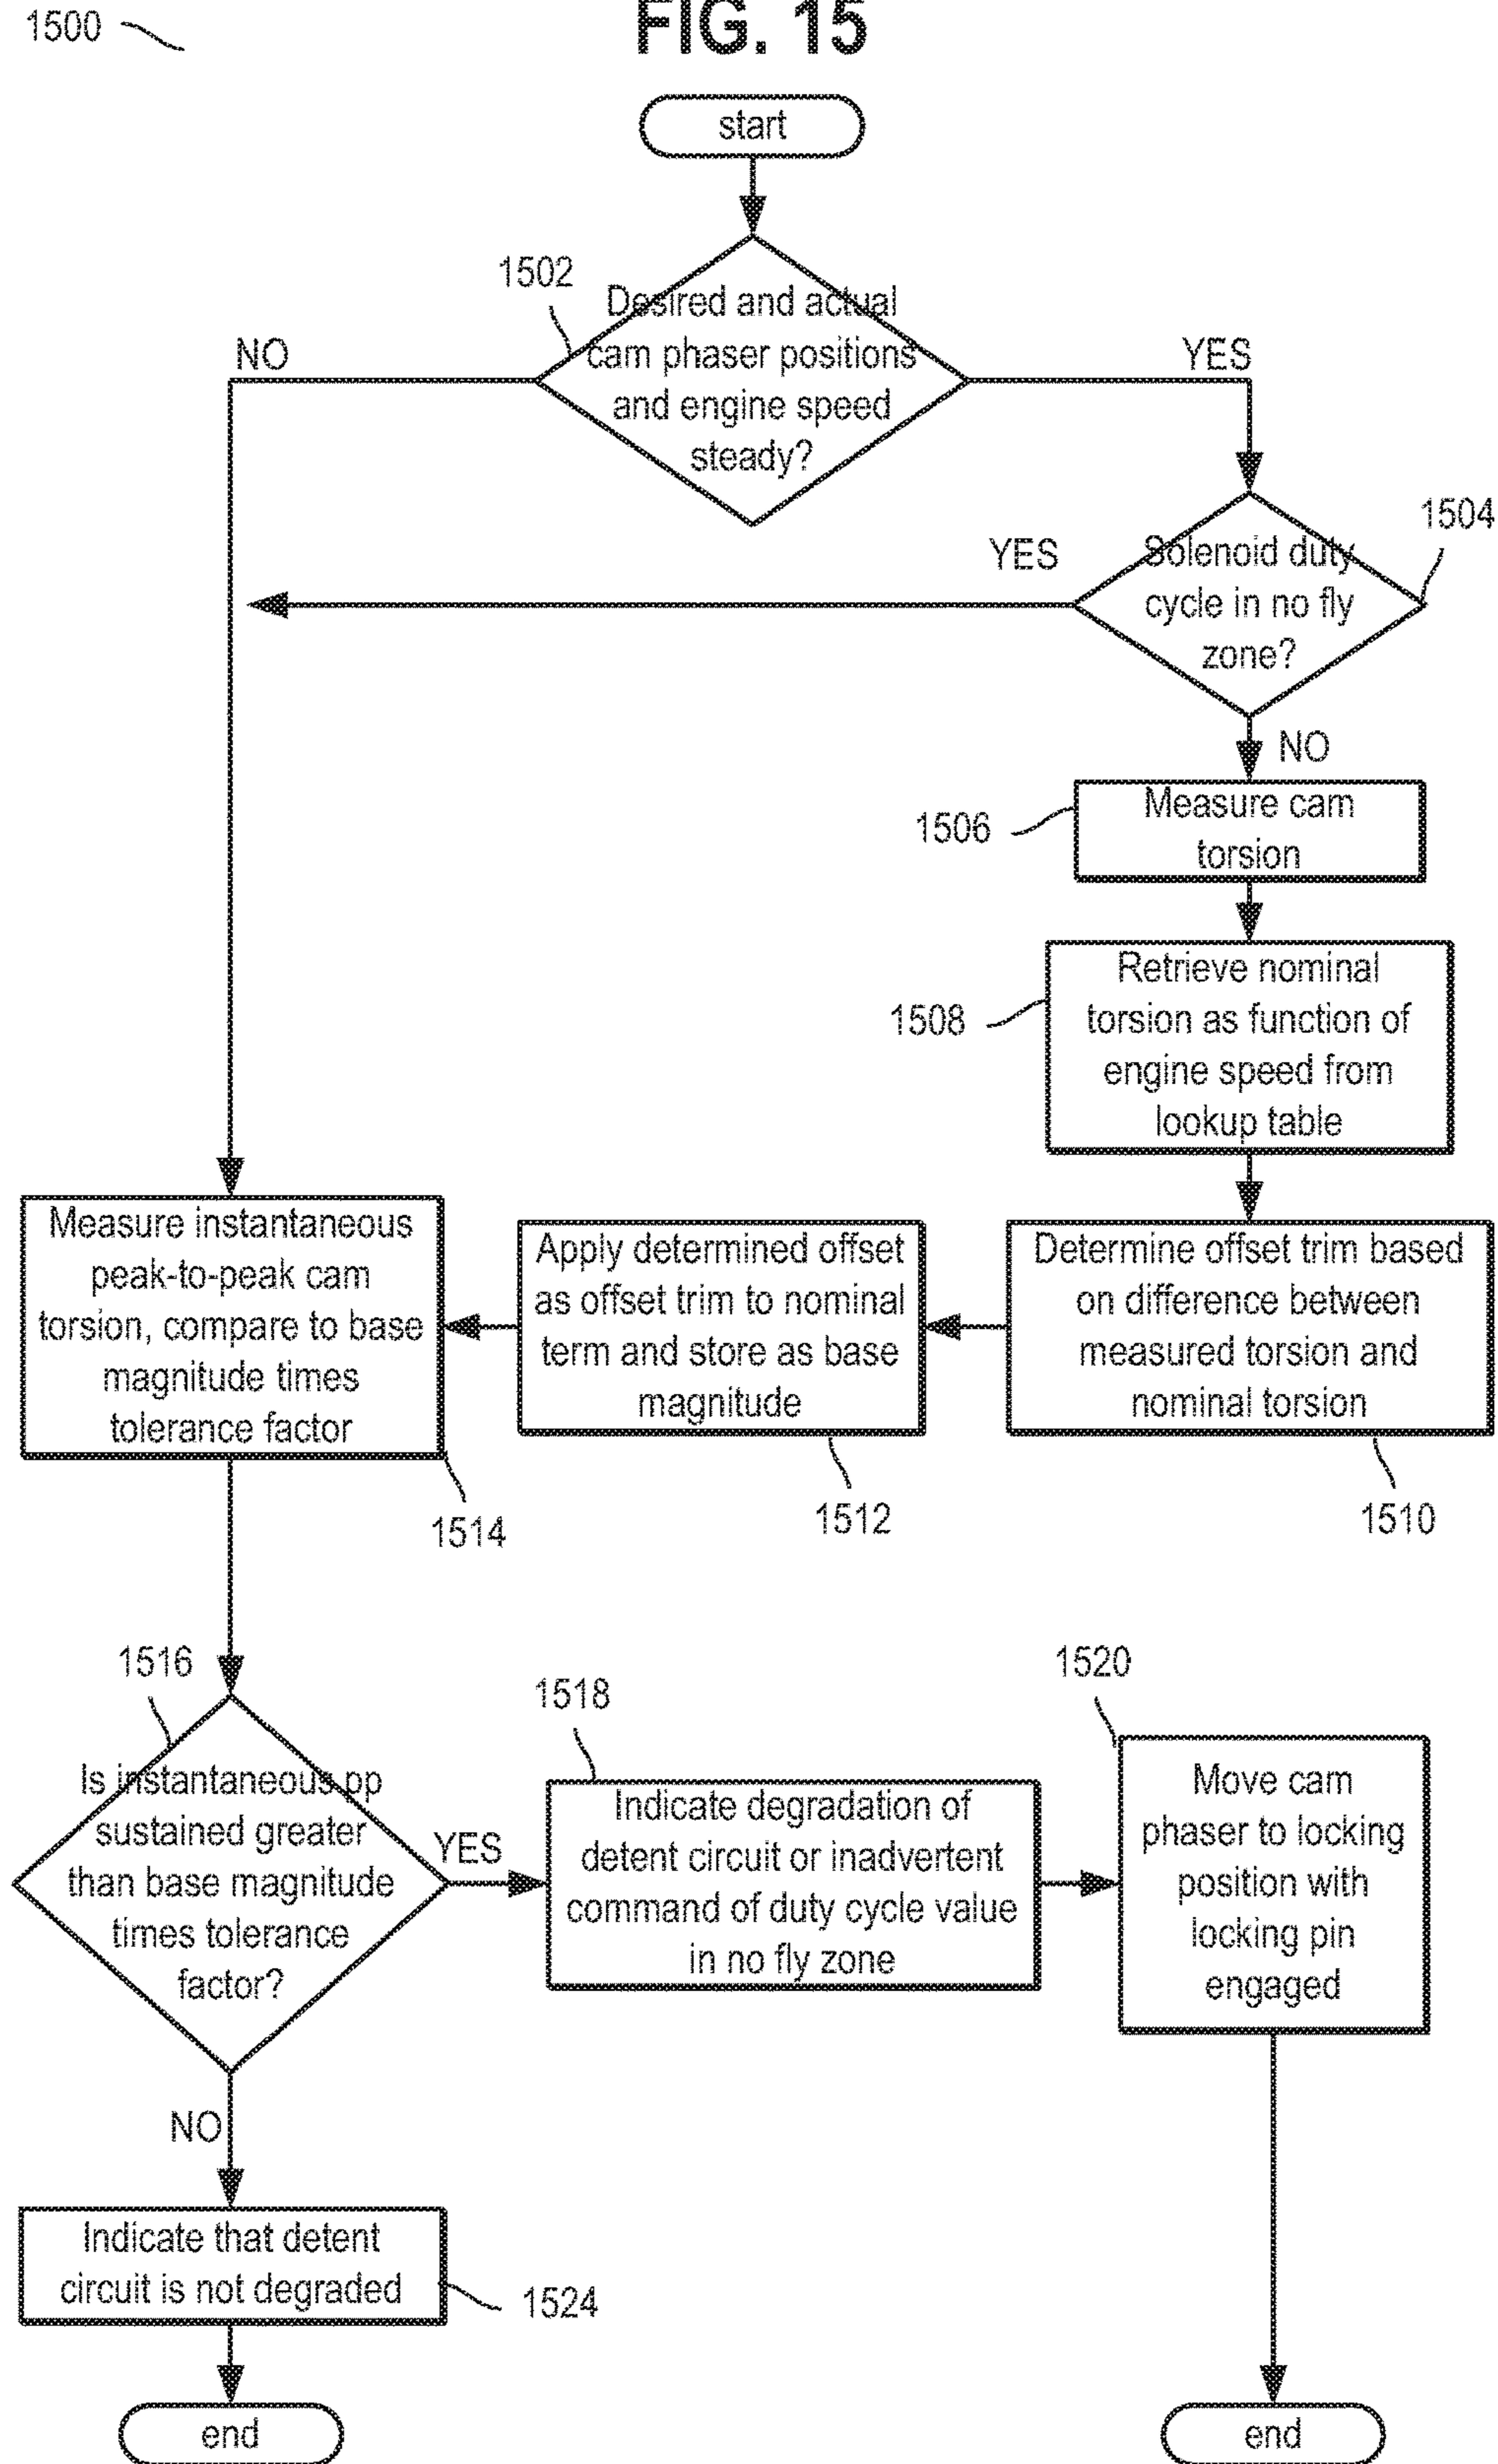 1500
FIG. 15
start
1502
Desired and actual
cam phaser positions
and engine speed
steady?
NO
YES
1504
YES
Solenoid duty
cycle in no fly
zone?
NO
1506
Measure cam
torsion
1508
Retrieve nominal
torsion as function of
engine speed from
lookup table
Measure instantaneous
peak-to-peak cam
torsion, compare to base
magnitude times
tolerance factor
Apply determined offset
as offset trim to nominal
term and store as base
magnitude
Determine offset trim based
on difference between
measured torsion and
nominal torsion
1514
1512
1510
1516
Is instantaneous pp
sustained greater
than base magnitude
times tolerance
factor?
YES
1518
Indicate degradation of
detent circuit or inadvertent
command of duty cycle value
in no fly zone
1520
Move cam
phaser to locking
position with
locking pin
engaged
NO
Indicate that detent
circuit is not degraded
1524
end
end